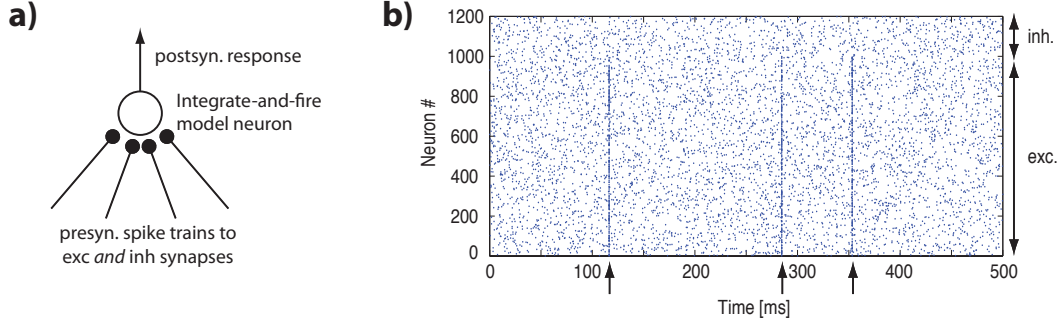 a)
postsyn. response
Integrate-and-fire
model neuron
presyn. spike trains to
exc and inh synapses
b)
Neuron #
1200
1000
800
600
400
200
0
0
100
200
300
400
500
Time [ms]
inh.
exc.